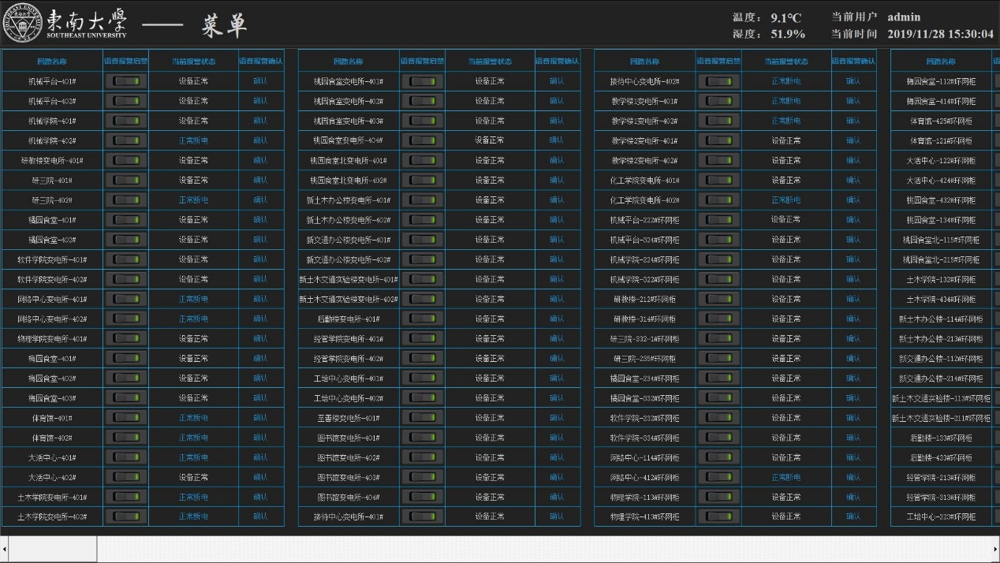 東南大學 —— 菜单 温度： 9.1℃ 当前用户 admin
SOUTHEAST UNIVERSITY 湿度： 51.9% 当前时间 2019/11/28 15:30:04
回路名称 语音报警启禁 当前报警状态 语音报警确认 回路名称 语音报警启禁 当前报警状态 语音报警确认 回路名称 语音报警启禁 当前报警状态 语音报警确认 回路名称
机械平台-401# 设备正常 确认 桃园食堂变电所-401# 设备正常 确认 接待中心变电所-402# 正常断电 确认 梅园食堂-112#环网柜
机械平台-402# 设备正常 确认 桃园食堂变电所-402# 设备正常 确认 教学楼1变电所-401# 正常断电 确认 梅园食堂-414#环网柜
机械学院-401# 设备正常 确认 桃园食堂变电所-403# 设备正常 确认 教学楼1变电所-402# 正常断电 确认 体育馆-425#环网柜
机械学院-402# 正常断电 确认 桃园食堂变电所-404# 设备正常 确认 教学楼2变电所-401# 设备正常 确认 体育馆-121#环网柜
研教楼变电所-401# 设备正常 确认 桃园食堂北变电所-401# 设备正常 确认 教学楼2变电所-402# 设备正常 确认 大活中心-122#环网柜
研三院-401# 设备正常 确认 桃园食堂北变电所-402# 设备正常 确认 化工学院变电所-401# 设备正常 确认 大活中心-424#环网柜
研三院-402# 正常断电 确认 新土木办公楼变电所-401# 设备正常 确认 化工学院变电所-402# 正常断电 确认 桃园食堂-432#环网柜
橘园食堂-401# 设备正常 确认 新土木办公楼变电所-402# 设备正常 确认 机械平台-222#环网柜 设备正常 确认 桃园食堂-134#环网柜
橘园食堂-402# 设备正常 确认 新交通办公楼变电所-401# 设备正常 确认 机械平台-324#环网柜 设备正常 确认 桃园食堂北-115#环网柜
软件学院变电所-401# 设备正常 确认 新交通办公楼变电所-402# 设备正常 确认 机械学院-224#环网柜 设备正常 确认 桃园食堂北-215#环网柜
软件学院变电所-402# 设备正常 确认 新土木交通实验楼变电所-401# 设备正常 确认 机械学院-322#环网柜 设备正常 确认 土木学院-132#环网柜
网络中心变电所-401# 正常断电 确认 新土木交通实验楼变电所-402# 设备正常 确认 研教楼-212#环网柜 设备正常 确认 土木学院-434#环网柜
网络中心变电所-402# 正常断电 确认 后勤楼变电所-401# 设备正常 确认 研教楼-314#环网柜 设备正常 确认 新土木办公楼-114#环网柜
物理学院变电所-401# 设备正常 确认 经管学院变电所-401# 设备正常 确认 研三院-332-1#环网柜 设备正常 确认 新土木办公楼-213#环网柜
梅园食堂-401# 设备正常 确认 经管学院变电所-402# 设备正常 确认 研三院-235#环网柜 设备正常 确认 新交通办公楼-112#环网柜
梅园食堂-402# 设备正常 确认 工培中心变电所-401# 设备正常 确认 橘园食堂-234#环网柜 设备正常 确认 新交通办公楼-214#环网柜
梅园食堂-403# 设备正常 确认 工培中心变电所-402# 设备正常 确认 橘园食堂-332#环网柜 设备正常 确认 新土木交通实验楼-113#环网柜
体育馆-401# 正常断电 确认 至善楼变电所-401# 设备正常 确认 软件学院-232#环网柜 设备正常 确认 新土木交通实验楼-211#环网柜
体育馆-402# 正常断电 确认 图书馆变电所-401# 设备正常 确认 软件学院-334#环网柜 设备正常 确认 后勤楼-133#环网柜
大活中心-401# 正常断电 确认 图书馆变电所-402# 设备正常 确认 网络中心-114#环网柜 设备正常 确认 后勤楼-433#环网柜
大活中心-402# 设备正常 确认 图书馆变电所-403# 设备正常 确认 网络中心-412#环网柜 正常断电 确认 经管学院-213#环网柜
土木学院变电所-401# 正常断电 确认 图书馆变电所-404# 设备正常 确认 物理学院-113#环网柜 设备正常 确认 经管学院-313#环网柜
土木学院变电所-402# 正常断电 确认 接待中心变电所-401# 设备正常 确认 物理学院-413#环网柜 设备正常 确认 工培中心-223#环网柜